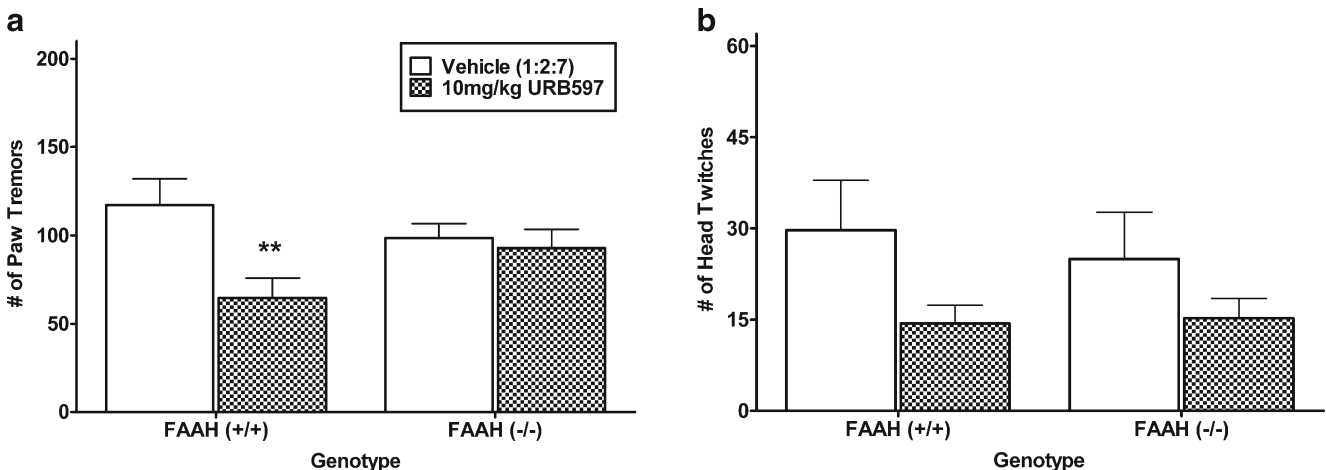 a
200
150
100
50
0
# of Paw Tremors
Vehicle (1:2:7)
10mg/kg URB597
**
FAAH (+/+)
FAAH (-/-)
Genotype
b
60
45
30
15
0
# of Head Twitches
FAAH (+/+)
FAAH (-/-)
Genotype